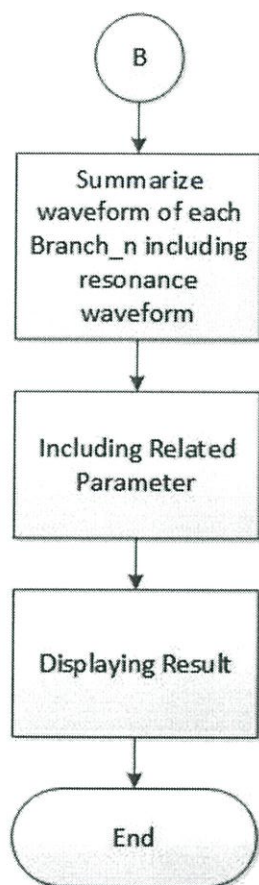 B
Summarize
waveform of each
Branch_n including
resonance
waveform
Including Related
Parameter
Displaying Result
End